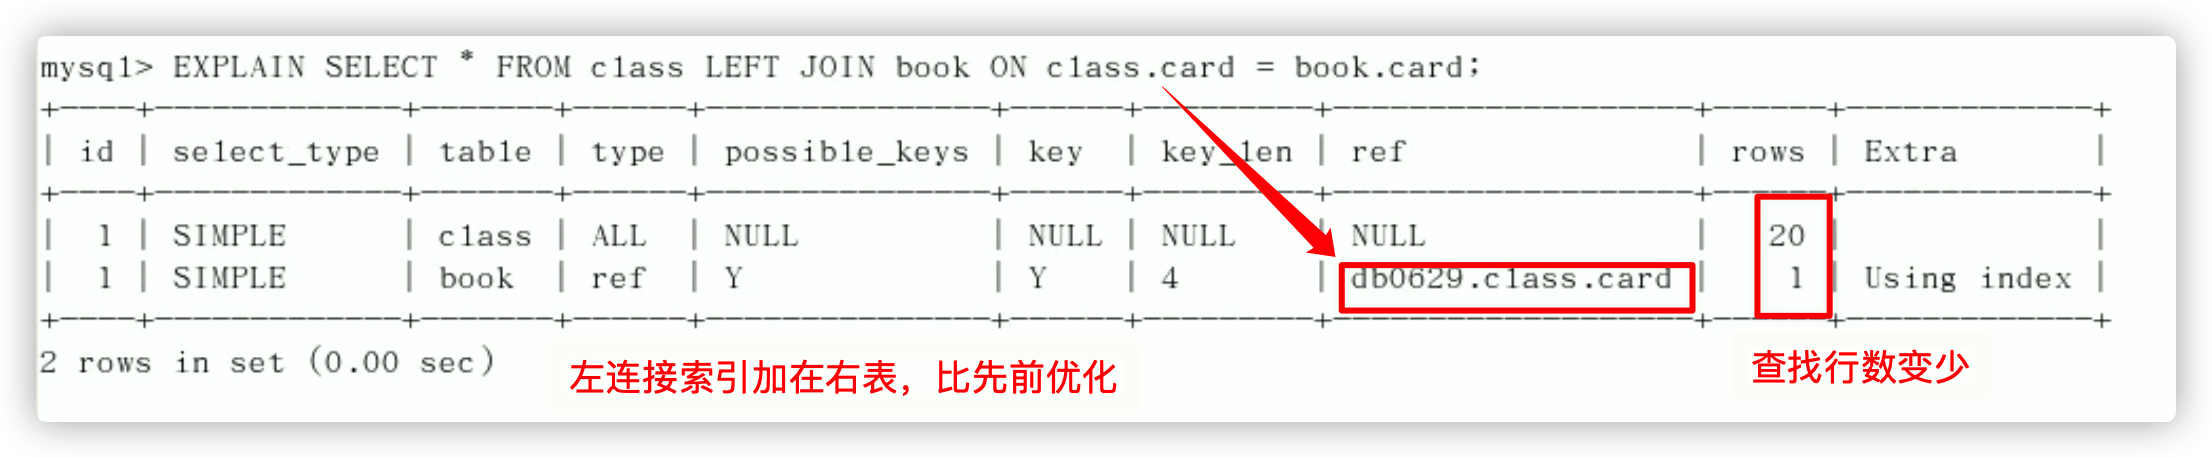 mysql> EXPLAIN SELECT * FROM class LEFT JOIN book ON class.card = book.card;
+----+-------------+-------+------+---------------+------+---------+-------------------+------+-------------+
| id | select_type | table | type | possible_keys | key | key_len | ref | rows | Extra |
+----+-------------+-------+------+---------------+------+---------+-------------------+------+-------------+
| 1 | SIMPLE | class | ALL | NULL | NULL | NULL | NULL | 20 | |
| 1 | SIMPLE | book | ref | Y | Y | 4 | db0629.class.card | 1 | Using index |
+----+-------------+-------+------+---------------+------+---------+-------------------+------+-------------+
2 rows in set (0.00 sec)
左连接索引加在右表，比先前优化
查找行数变少